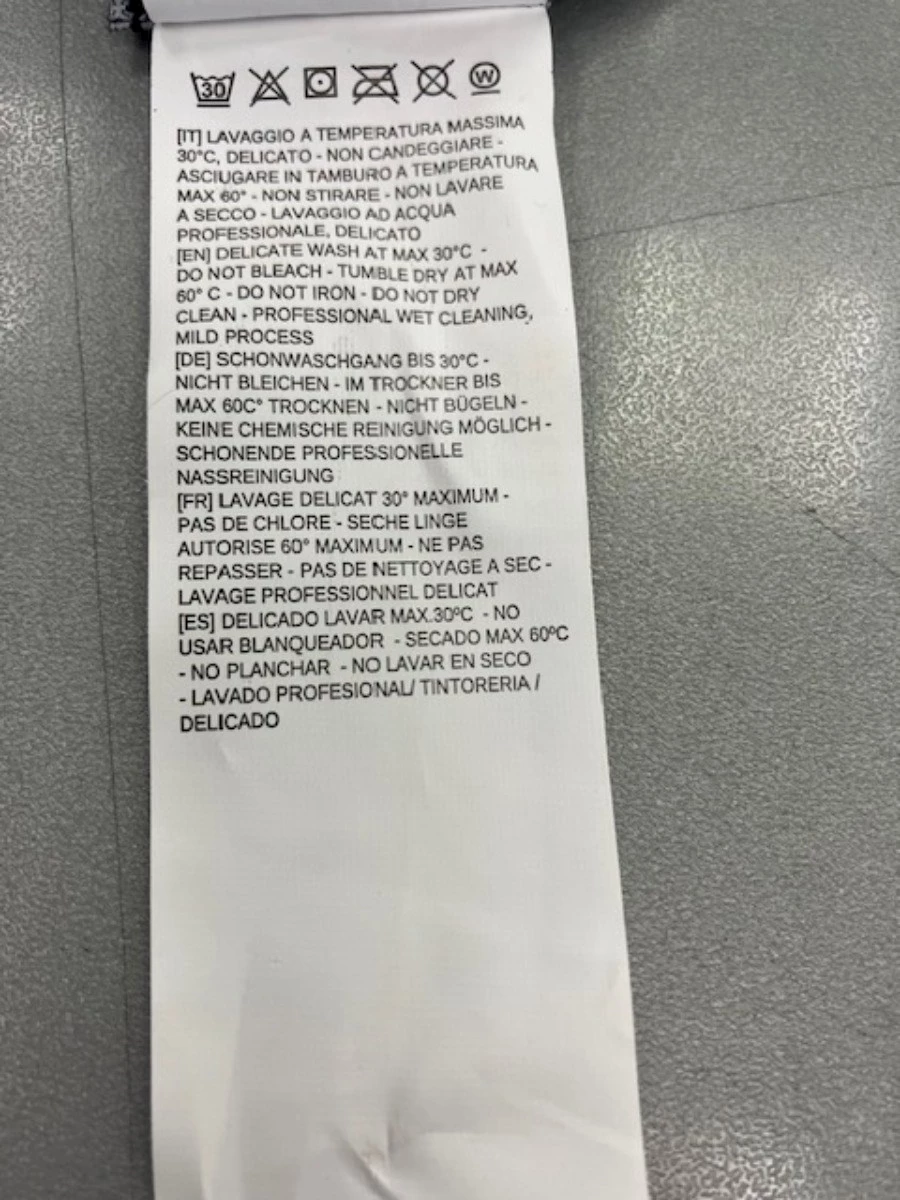 30 W
[IT] LAVAGGIO A TEMPERATURA MASSIMA
30°C, DELICATO - NON CANDEGGIARE -
ASCIUGARE IN TAMBURO A TEMPERATURA
MAX 60° - NON STIRARE - NON LAVARE
A SECCO - LAVAGGIO AD ACQUA
PROFESSIONALE, DELICATO
[EN] DELICATE WASH AT MAX 30°C -
DO NOT BLEACH - TUMBLE DRY AT MAX
60° C - DO NOT IRON - DO NOT DRY
CLEAN - PROFESSIONAL WET CLEANING,
MILD PROCESS
[DE] SCHONWASCHGANG BIS 30°C -
NICHT BLEICHEN - IM TROCKNER BIS
MAX 60C° TROCKNEN - NICHT BÜGELN -
KEINE CHEMISCHE REINIGUNG MÖGLICH -
SCHONENDE PROFESSIONELLE
NASSREINIGUNG
[FR] LAVAGE DELICAT 30° MAXIMUM -
PAS DE CHLORE - SECHE LINGE
AUTORISE 60° MAXIMUM - NE PAS
REPASSER - PAS DE NETTOYAGE A SEC -
LAVAGE PROFESSIONNEL DELICAT
[ES] DELICADO LAVAR MAX.30ºC - NO
USAR BLANQUEADOR - SECADO MAX 60ºC
- NO PLANCHAR - NO LAVAR EN SECO
- LAVADO PROFESIONAL/ TINTORERIA /
DELICADO